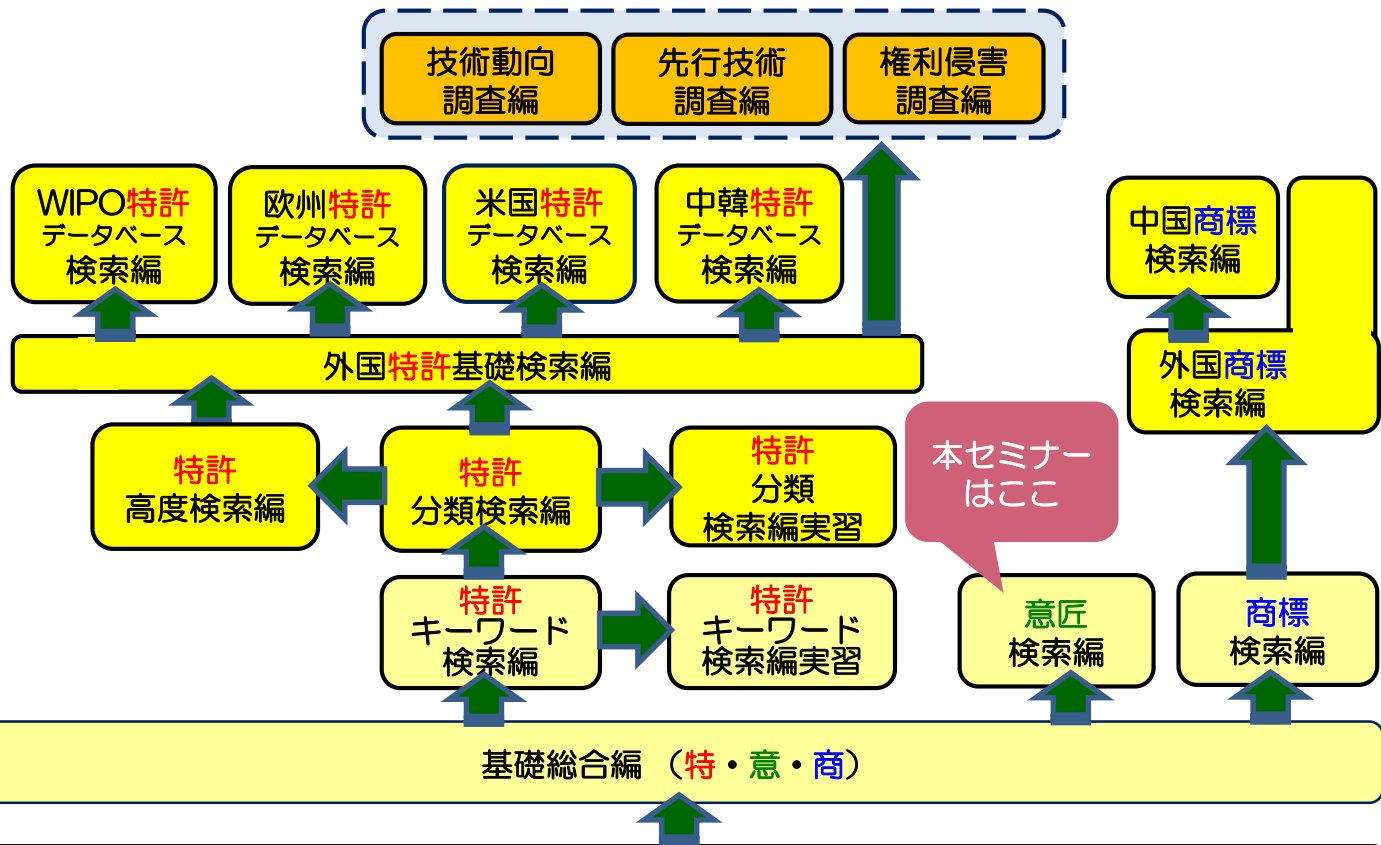 技術動向
調査編
先行技術
調査編
権利侵害
調査編
WIPO特許
データベース
検索編
欧州特許
データベース
検索編
米国特許
データベース
検索編
中韓特許
データベース
検索編
中国商標
検索編
外国特許基礎検索編
外国商標
検索編
特許
高度検索編
特許
分類検索編
特許
分類
検索編実習
本セミナー
はここ
特許
キーワード
検索編
特許
キーワード
検索編実習
意匠
検索編
商標
検索編
基礎総合編 （特・意・商）